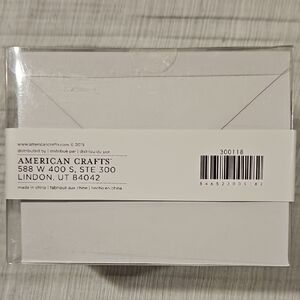 www.americancrafts.com © 2015
distributed by | distribué par | distribuido por
AMERICAN CRAFTS™
588 W 400 S, STE 300
LINDON, UT 84042
made in china | fabriqué aux chine | hecho en china
300118